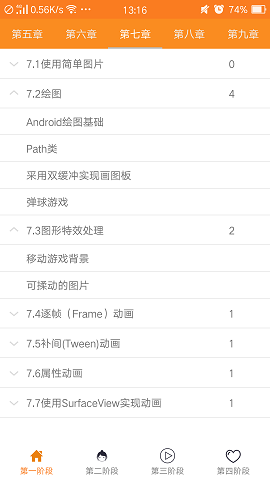 0.56K/s 13:16 74%
第五章 第六章 第七章 第八章 第九章
7.1使用简单图片 0
7.2绘图 4
Android绘图基础
Path类
采用双缓冲实现画图板
弹球游戏
7.3图形特效处理 2
移动游戏背景
可揉动的图片
7.4逐帧（Frame）动画 1
7.5补间(Tween)动画 1
7.6属性动画 1
7.7使用SurfaceView实现动画 1
第一阶段 第二阶段 第三阶段 第四阶段